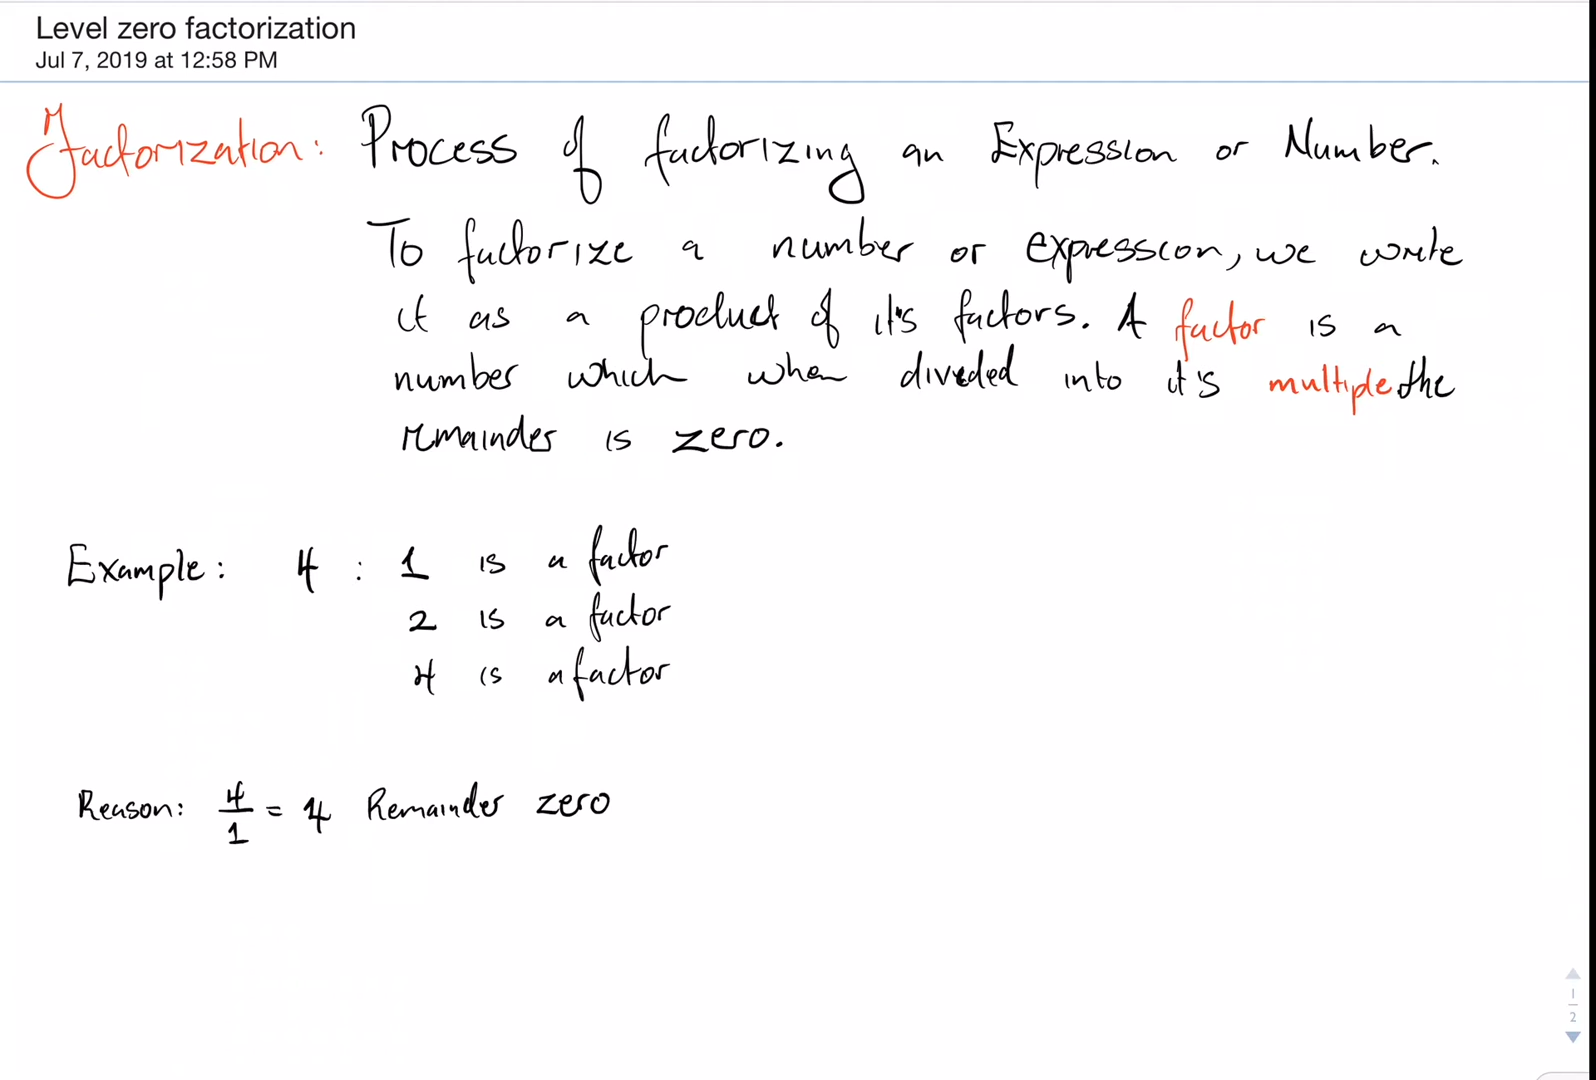 Level zero factorization
Jul 7, 2019 at 12:58 PM
Factorization: Process of factorizing an Expression or Number.
To factorize a number or expression, we write
it as a product of it's factors. A factor is a
number which when divided into it's multiple the
remainder is zero.
Example: 4 : 1 is a factor
2 is a factor
4 is a factor
Reason: 4/1 = 4 Remainder zero
1
2